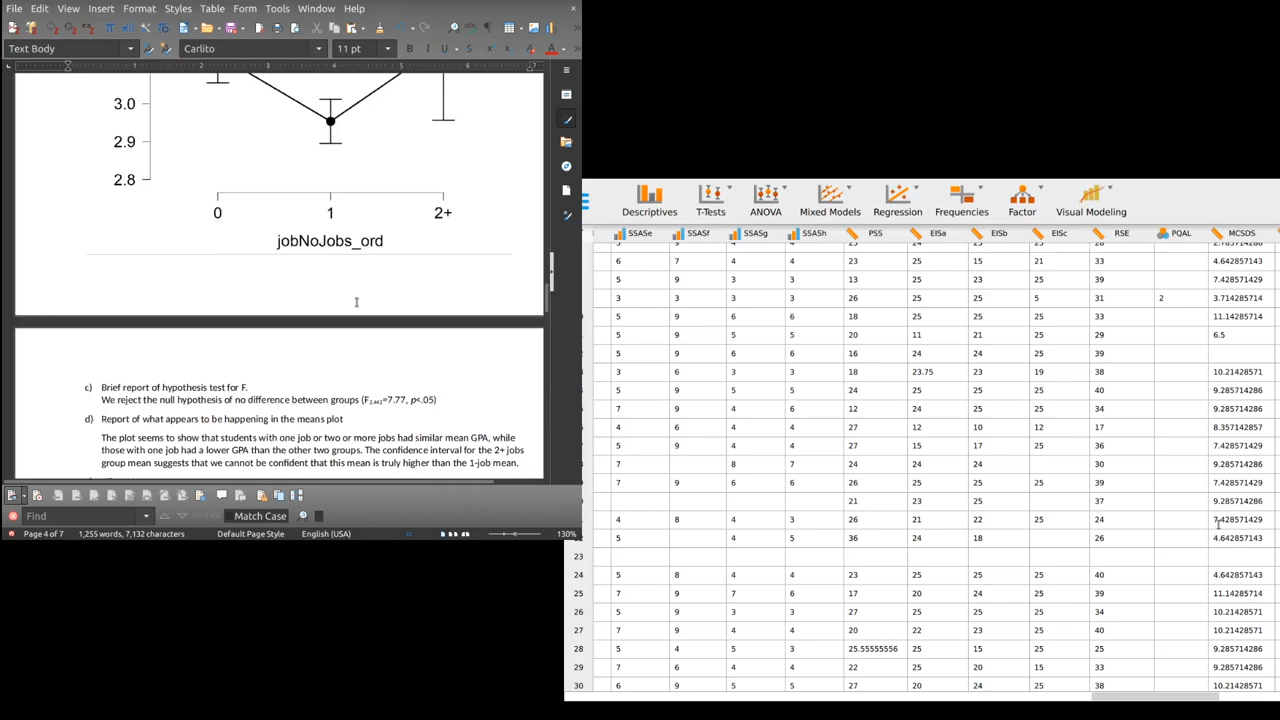 File Edit View Insert Format Styles Table Form Tools Window Help
Text Body Carlito 11 pt
1 1 2 3 4 5 6 7
3.0
2.9
2.8
0 1 2+
jobNoJobs_ord
c) Brief report of hypothesis test for F.
We reject the null hypothesis of no difference between groups (F2,442=7.77, p<.05)
d) Report of what appears to be happening in the means plot
The plot seems to show that students with one job or two or more jobs had similar mean GPA, while
those with one job had a lower GPA than the other two groups. The confidence interval for the 2+ jobs
group mean suggests that we cannot be confident that this mean is truly higher than the 1-job mean.
Find Match Case
Page 4 of 7 1,255 words, 7,132 characters Default Page Style English (USA) 130%
Descriptives T-Tests ANOVA Mixed Models Regression Frequencies Factor Visual Modeling
SSASe SSASf SSASg SSASh PSS EISa EISb EISc RSE PQAL MCSDS
6 7 4 4 23 25 15 21 33 4.642857143
5 9 3 3 13 25 23 25 39 7.428571429
3 3 3 3 26 25 25 5 31 2 3.714285714
5 9 6 6 18 25 25 25 33 11.14285714
5 9 5 5 20 11 21 25 29 6.5
5 9 6 6 16 24 24 25 39
3 6 3 3 18 23.75 23 19 38 10.21428571
5 9 5 5 24 25 25 25 40 9.285714286
7 9 4 6 12 24 25 25 34 9.285714286
4 6 4 4 27 12 10 12 17 8.357142857
5 9 4 4 27 15 17 25 36 7.428571429
7 8 7 24 24 24 30 9.285714286
7 9 6 6 26 25 25 25 39 7.428571429
21 23 25 37 9.285714286
4 8 4 3 26 21 22 25 24 7.428571429
5 4 5 36 24 18 26 4.642857143
23
24 5 8 4 4 23 25 25 25 40 4.642857143
25 7 9 7 6 17 20 24 25 39 11.14285714
26 5 9 3 3 27 25 25 25 34 10.21428571
27 7 9 4 4 20 22 23 25 40 10.21428571
28 5 4 5 3 25.55555556 25 15 25 25 9.285714286
29 7 6 4 4 22 25 20 15 33 9.285714286
30 6 9 5 5 27 20 24 25 38 10.21428571